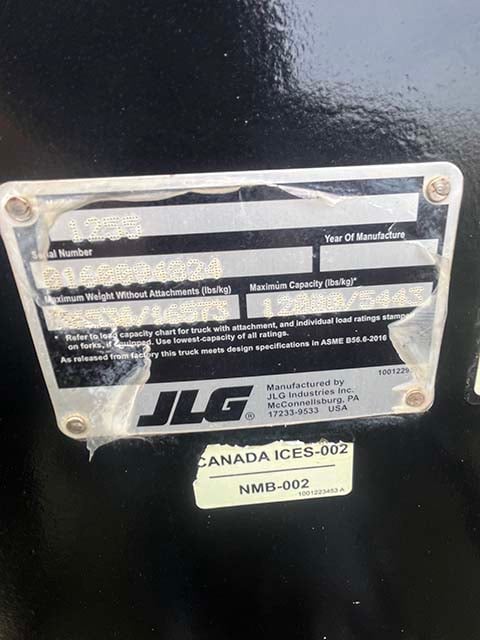 1255
Serial Number
Year Of Manufacture
0160004824
Maximum Weight Without Attachments (lbs/kg)
Maximum Capacity (lbs/kg)*
12000/5443
* Refer to load capacity chart for truck with attachment, and individual load ratings stamped
on forks, if equipped. Use lowest-capacity of all ratings.
As released from factory this truck meets design specifications in ASME B56.6-2016
JLG®
Manufactured by
JLG Industries Inc.
McConnellsburg, PA
17233-9533 USA
CANADA ICES-002
NMB-002
1001223453 A